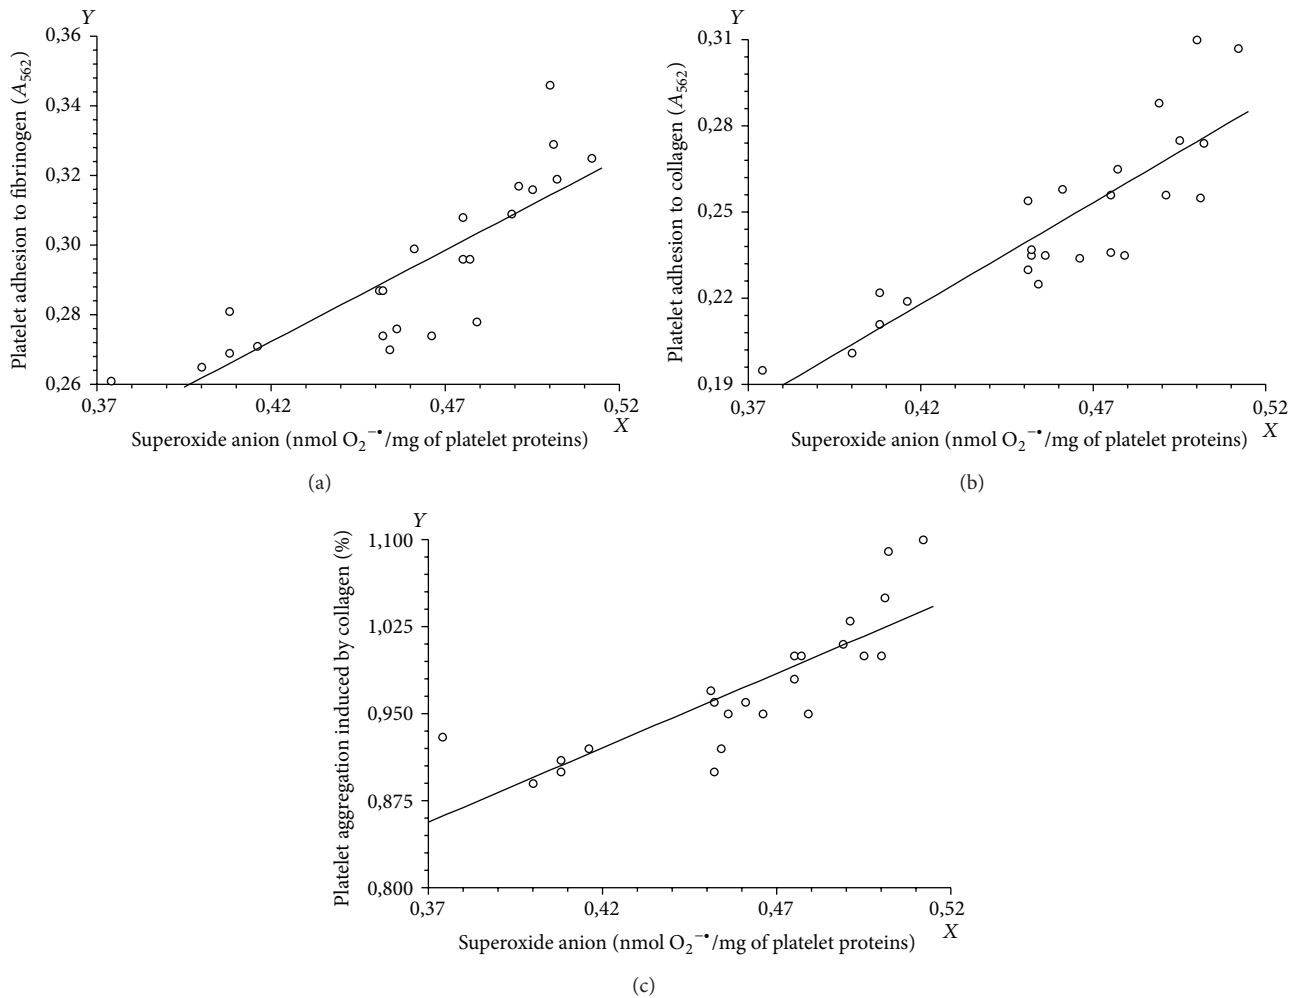 Y
Platelet adhesion to fibrinogen (A562)
0,36
0,34
0,32
0,30
0,28
0,26
0,37 0,42 0,47 0,52
X
Superoxide anion (nmol O2−•/mg of platelet proteins)
(a)
Y
Platelet adhesion to collagen (A562)
0,31
0,28
0,25
0,22
0,19
0,37 0,42 0,47 0,52
X
Superoxide anion (nmol O2−•/mg of platelet proteins)
(b)
Y
Platelet aggregation induced by collagen (%)
1,100
1,025
0,950
0,875
0,800
0,37 0,42 0,47 0,52
X
Superoxide anion (nmol O2−•/mg of platelet proteins)
(c)